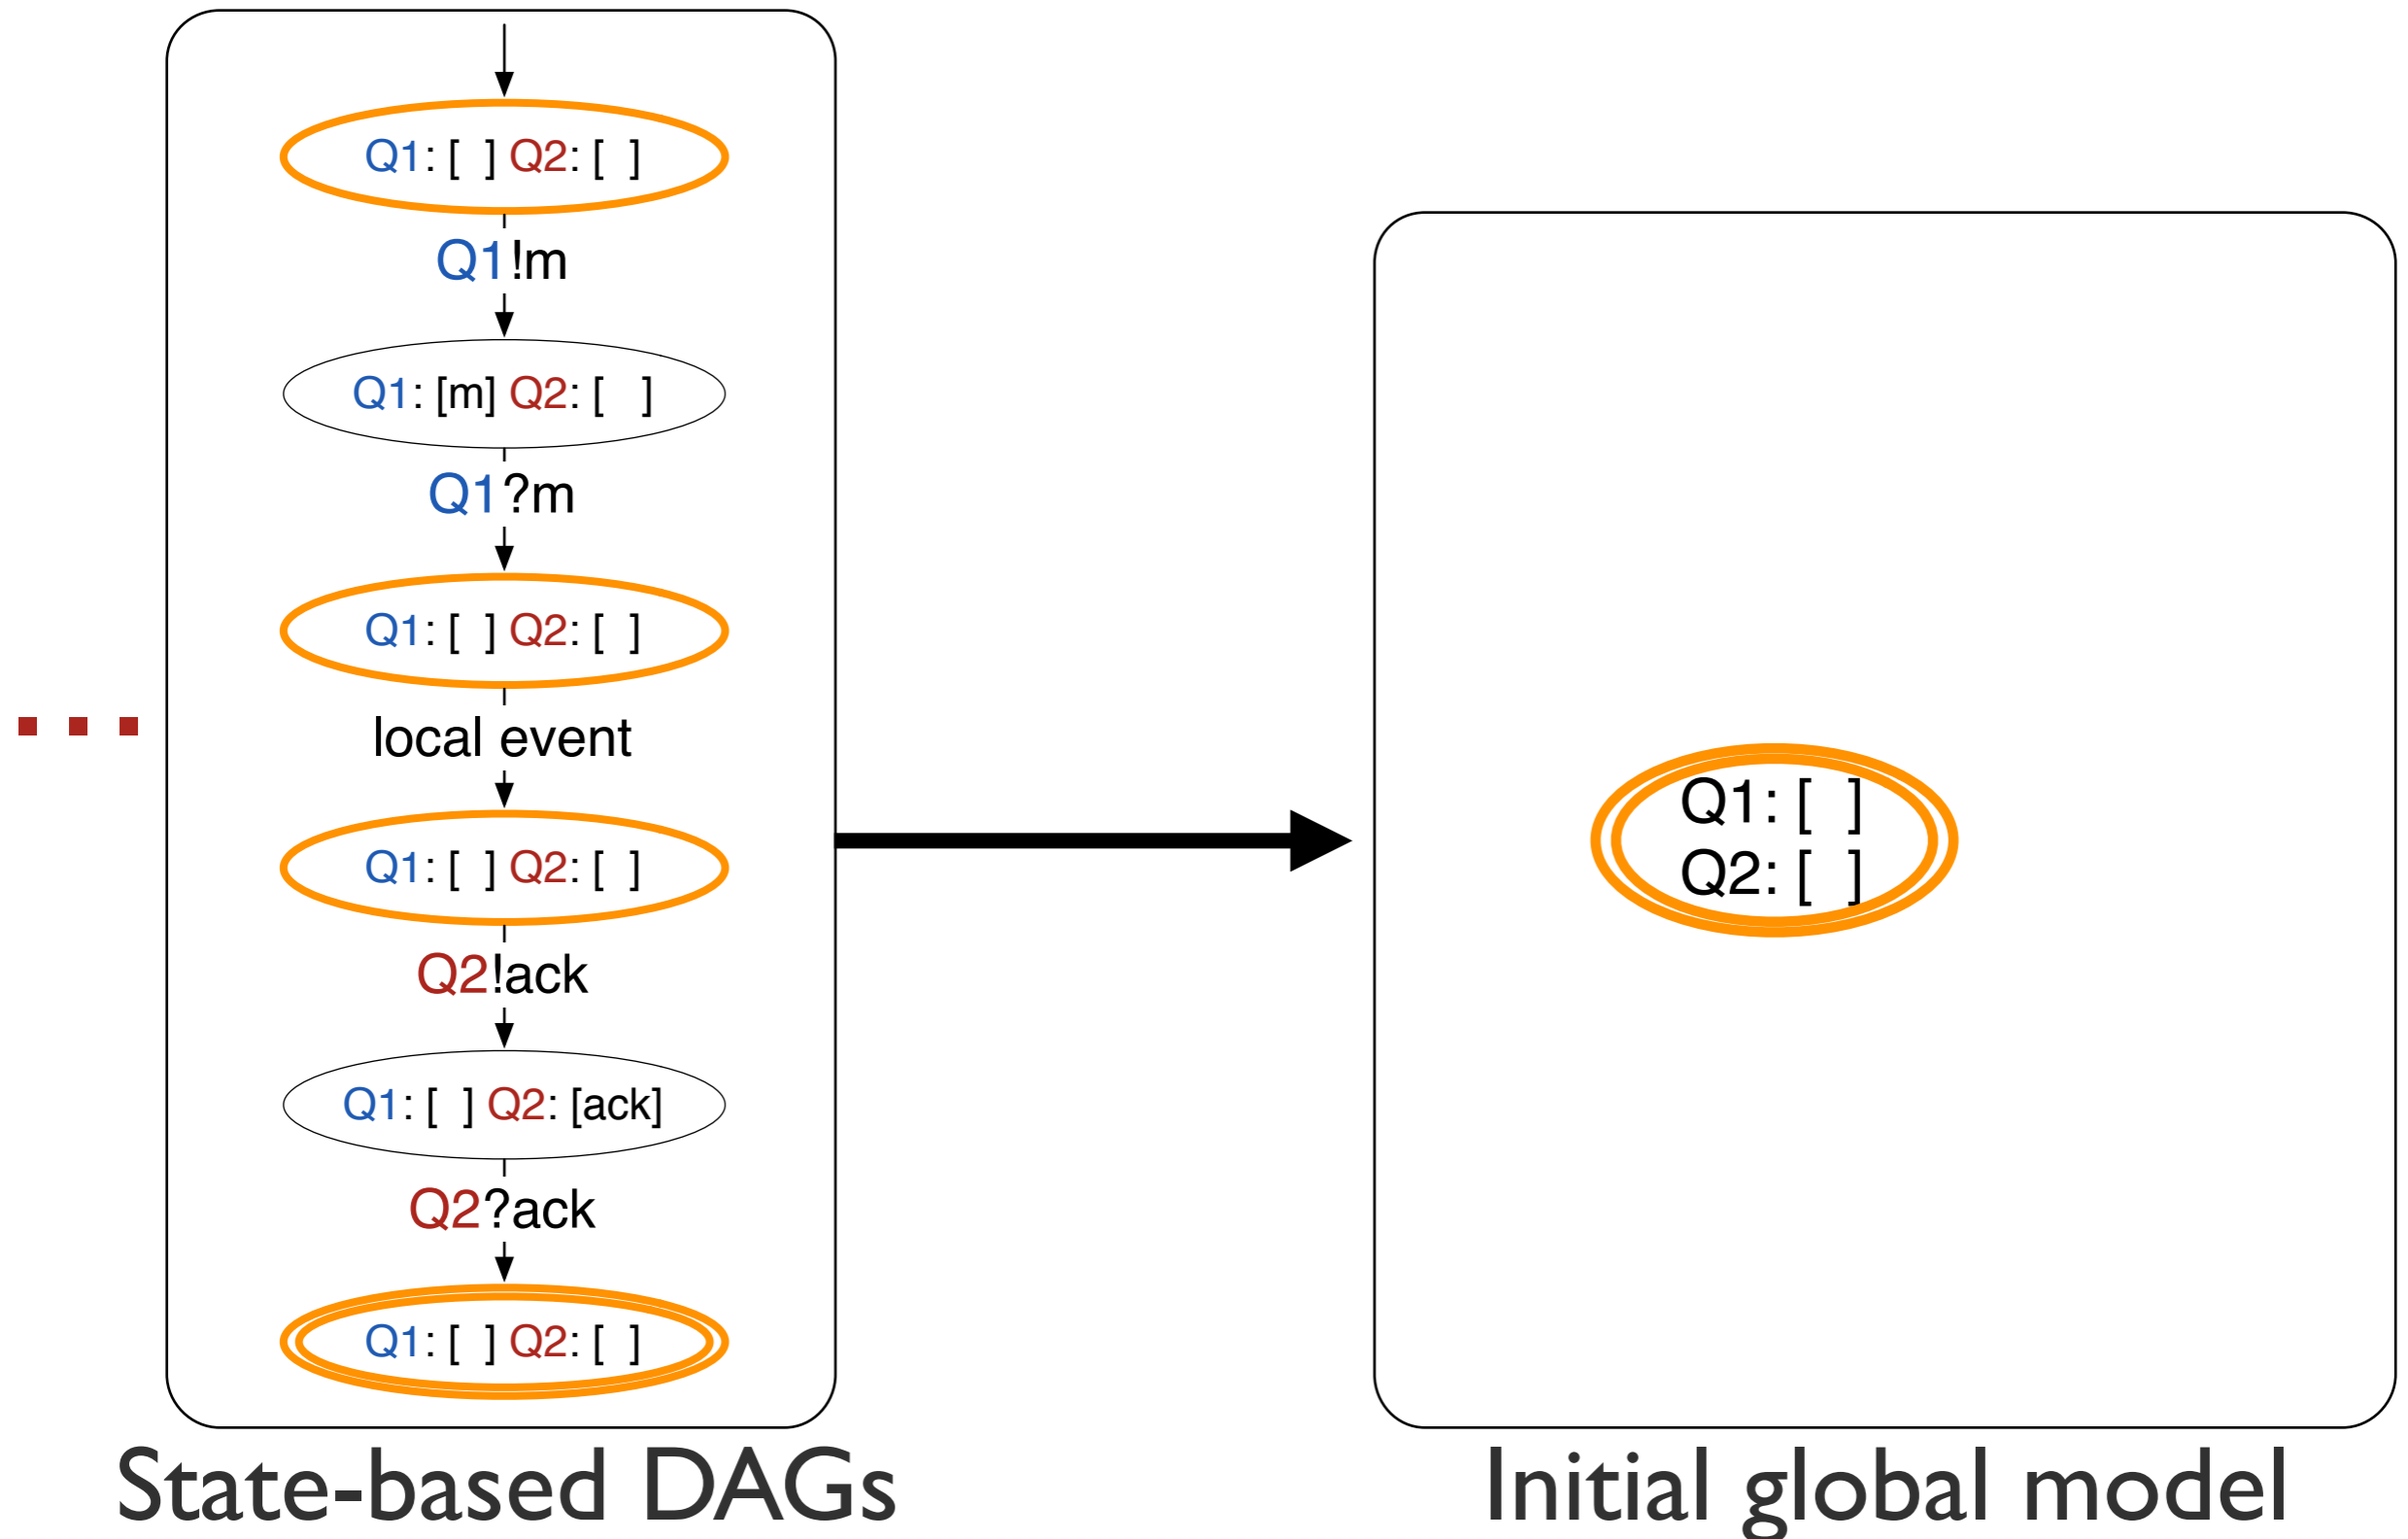 Q1: [ ] Q2: [ ]
Q1!m
Q1: [m] Q2: [ ]
Q1?m
Q1: [ ] Q2: [ ]
local event
Q1: [ ] Q2: [ ]
Q2!ack
Q1: [ ] Q2: [ack]
Q2?ack
Q1: [ ] Q2: [ ]
State-based DAGs
Q1: [ ]
Q2: [ ]
Initial global model